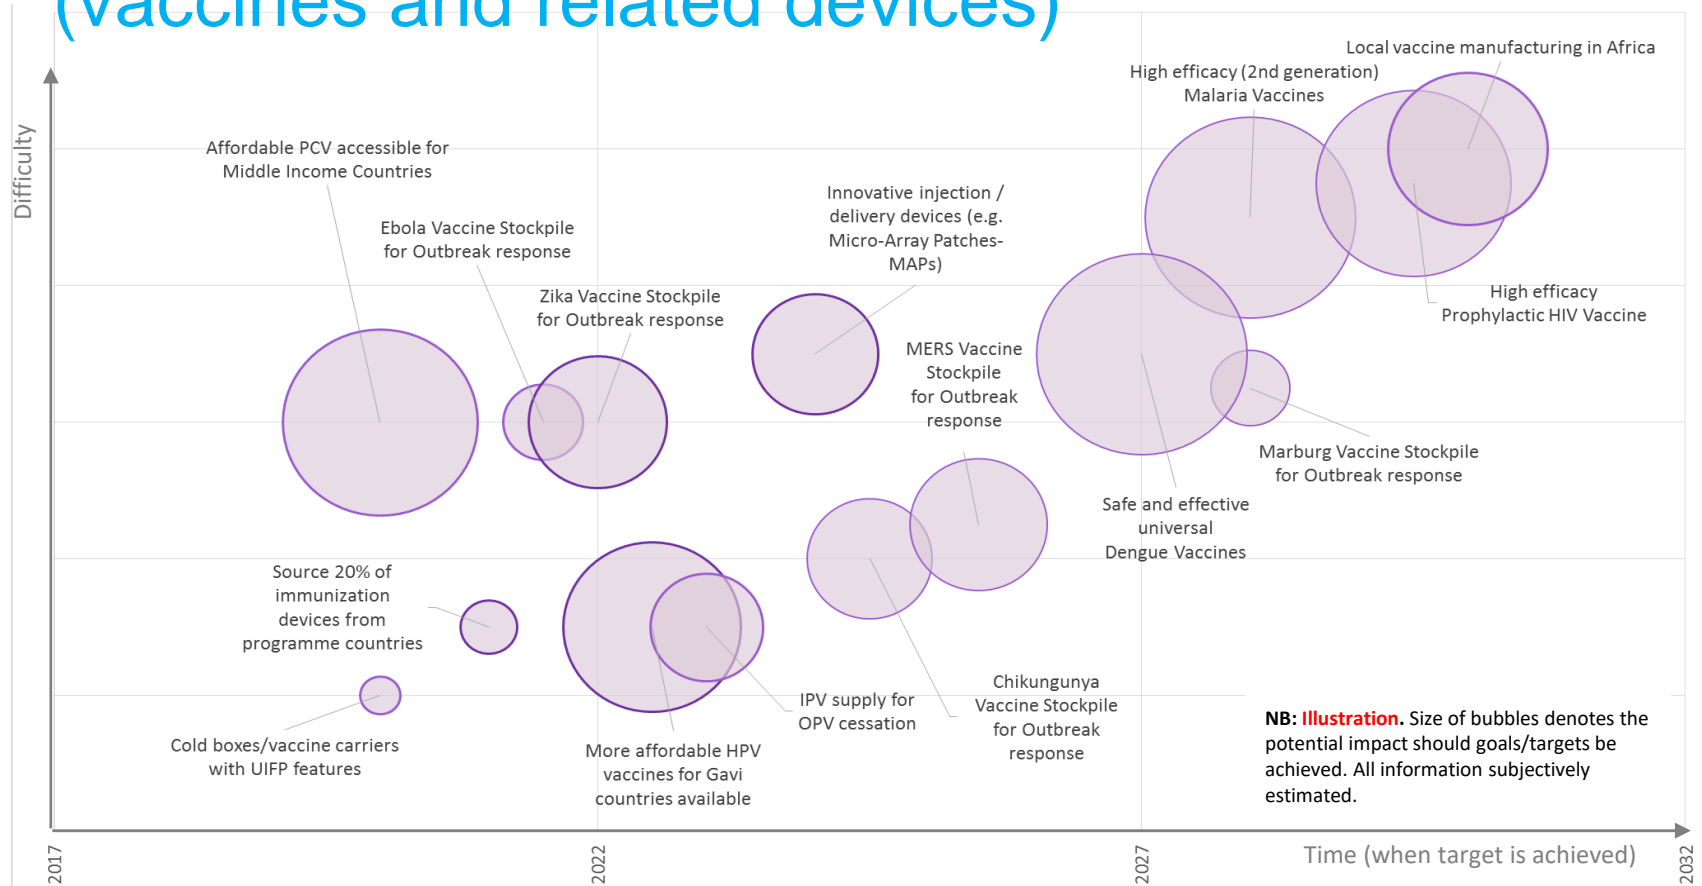 (vaccines and related devices)
Difficulty
Local vaccine manufacturing in Africa
High efficacy (2nd generation)
Malaria Vaccines
Affordable PCV accessible for
Middle Income Countries
Ebola Vaccine Stockpile
for Outbreak response
Innovative injection /
delivery devices (e.g.
Micro-Array Patches-
MAPs)
Zika Vaccine Stockpile
for Outbreak response
High efficacy
Prophylactic HIV Vaccine
MERS Vaccine
Stockpile
for Outbreak
response
Marburg Vaccine Stockpile
for Outbreak response
Safe and effective
universal
Dengue Vaccines
Source 20% of
immunization
devices from
programme countries
Cold boxes/vaccine carriers
with UIFP features
More affordable HPV
vaccines for Gavi
countries available
IPV supply for
OPV cessation
Chikungunya
Vaccine Stockpile
for Outbreak
response
NB: Illustration. Size of bubbles denotes the
potential impact should goals/targets be
achieved. All information subjectively
estimated.
2017
2022
2027
2032
Time (when target is achieved)